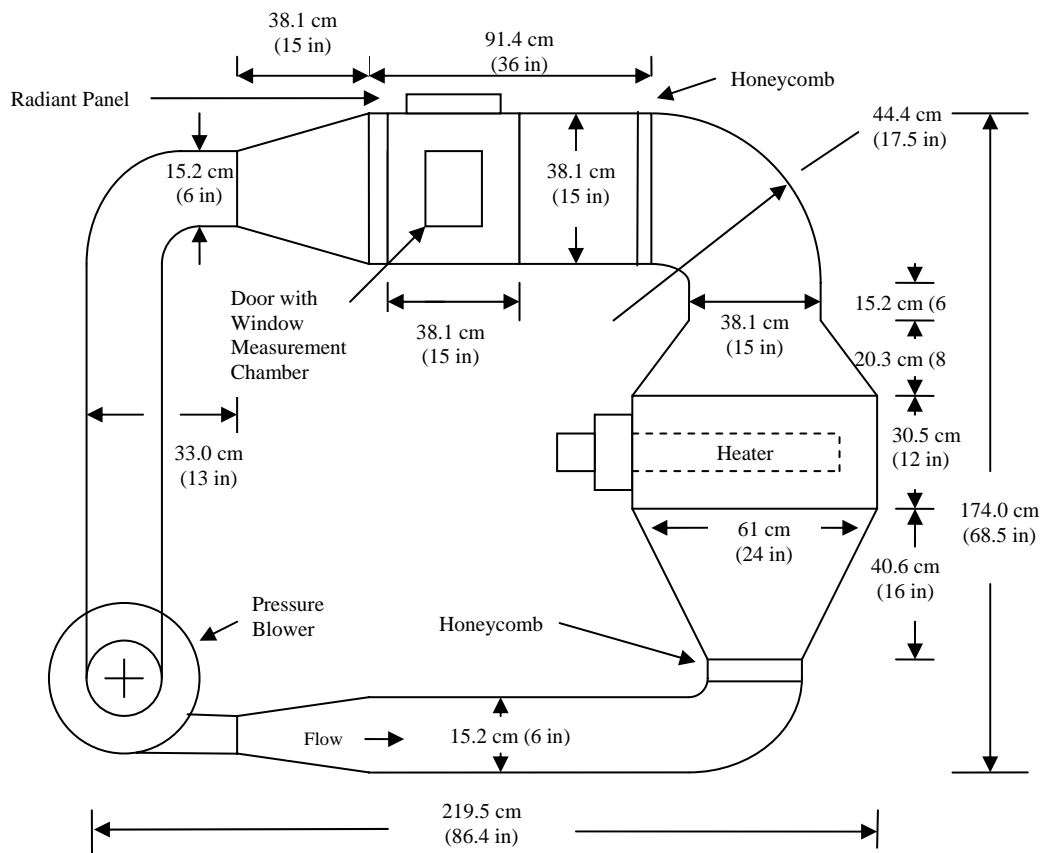 38.1 cm
(15 in)
91.4 cm
(36 in)
Honeycomb
Radiant Panel
44.4 cm
(17.5 in)
15.2 cm
(6 in)
38.1 cm
(15 in)
Door with
Window
Measurement
Chamber
38.1 cm
(15 in)
38.1 cm
(15 in)
15.2 cm (6
20.3 cm (8
33.0 cm
(13 in)
Heater
30.5 cm
(12 in)
174.0 cm
(68.5 in)
61 cm
(24 in)
40.6 cm
(16 in)
Pressure
Blower
Honeycomb
Flow
15.2 cm (6 in)
219.5 cm
(86.4 in)